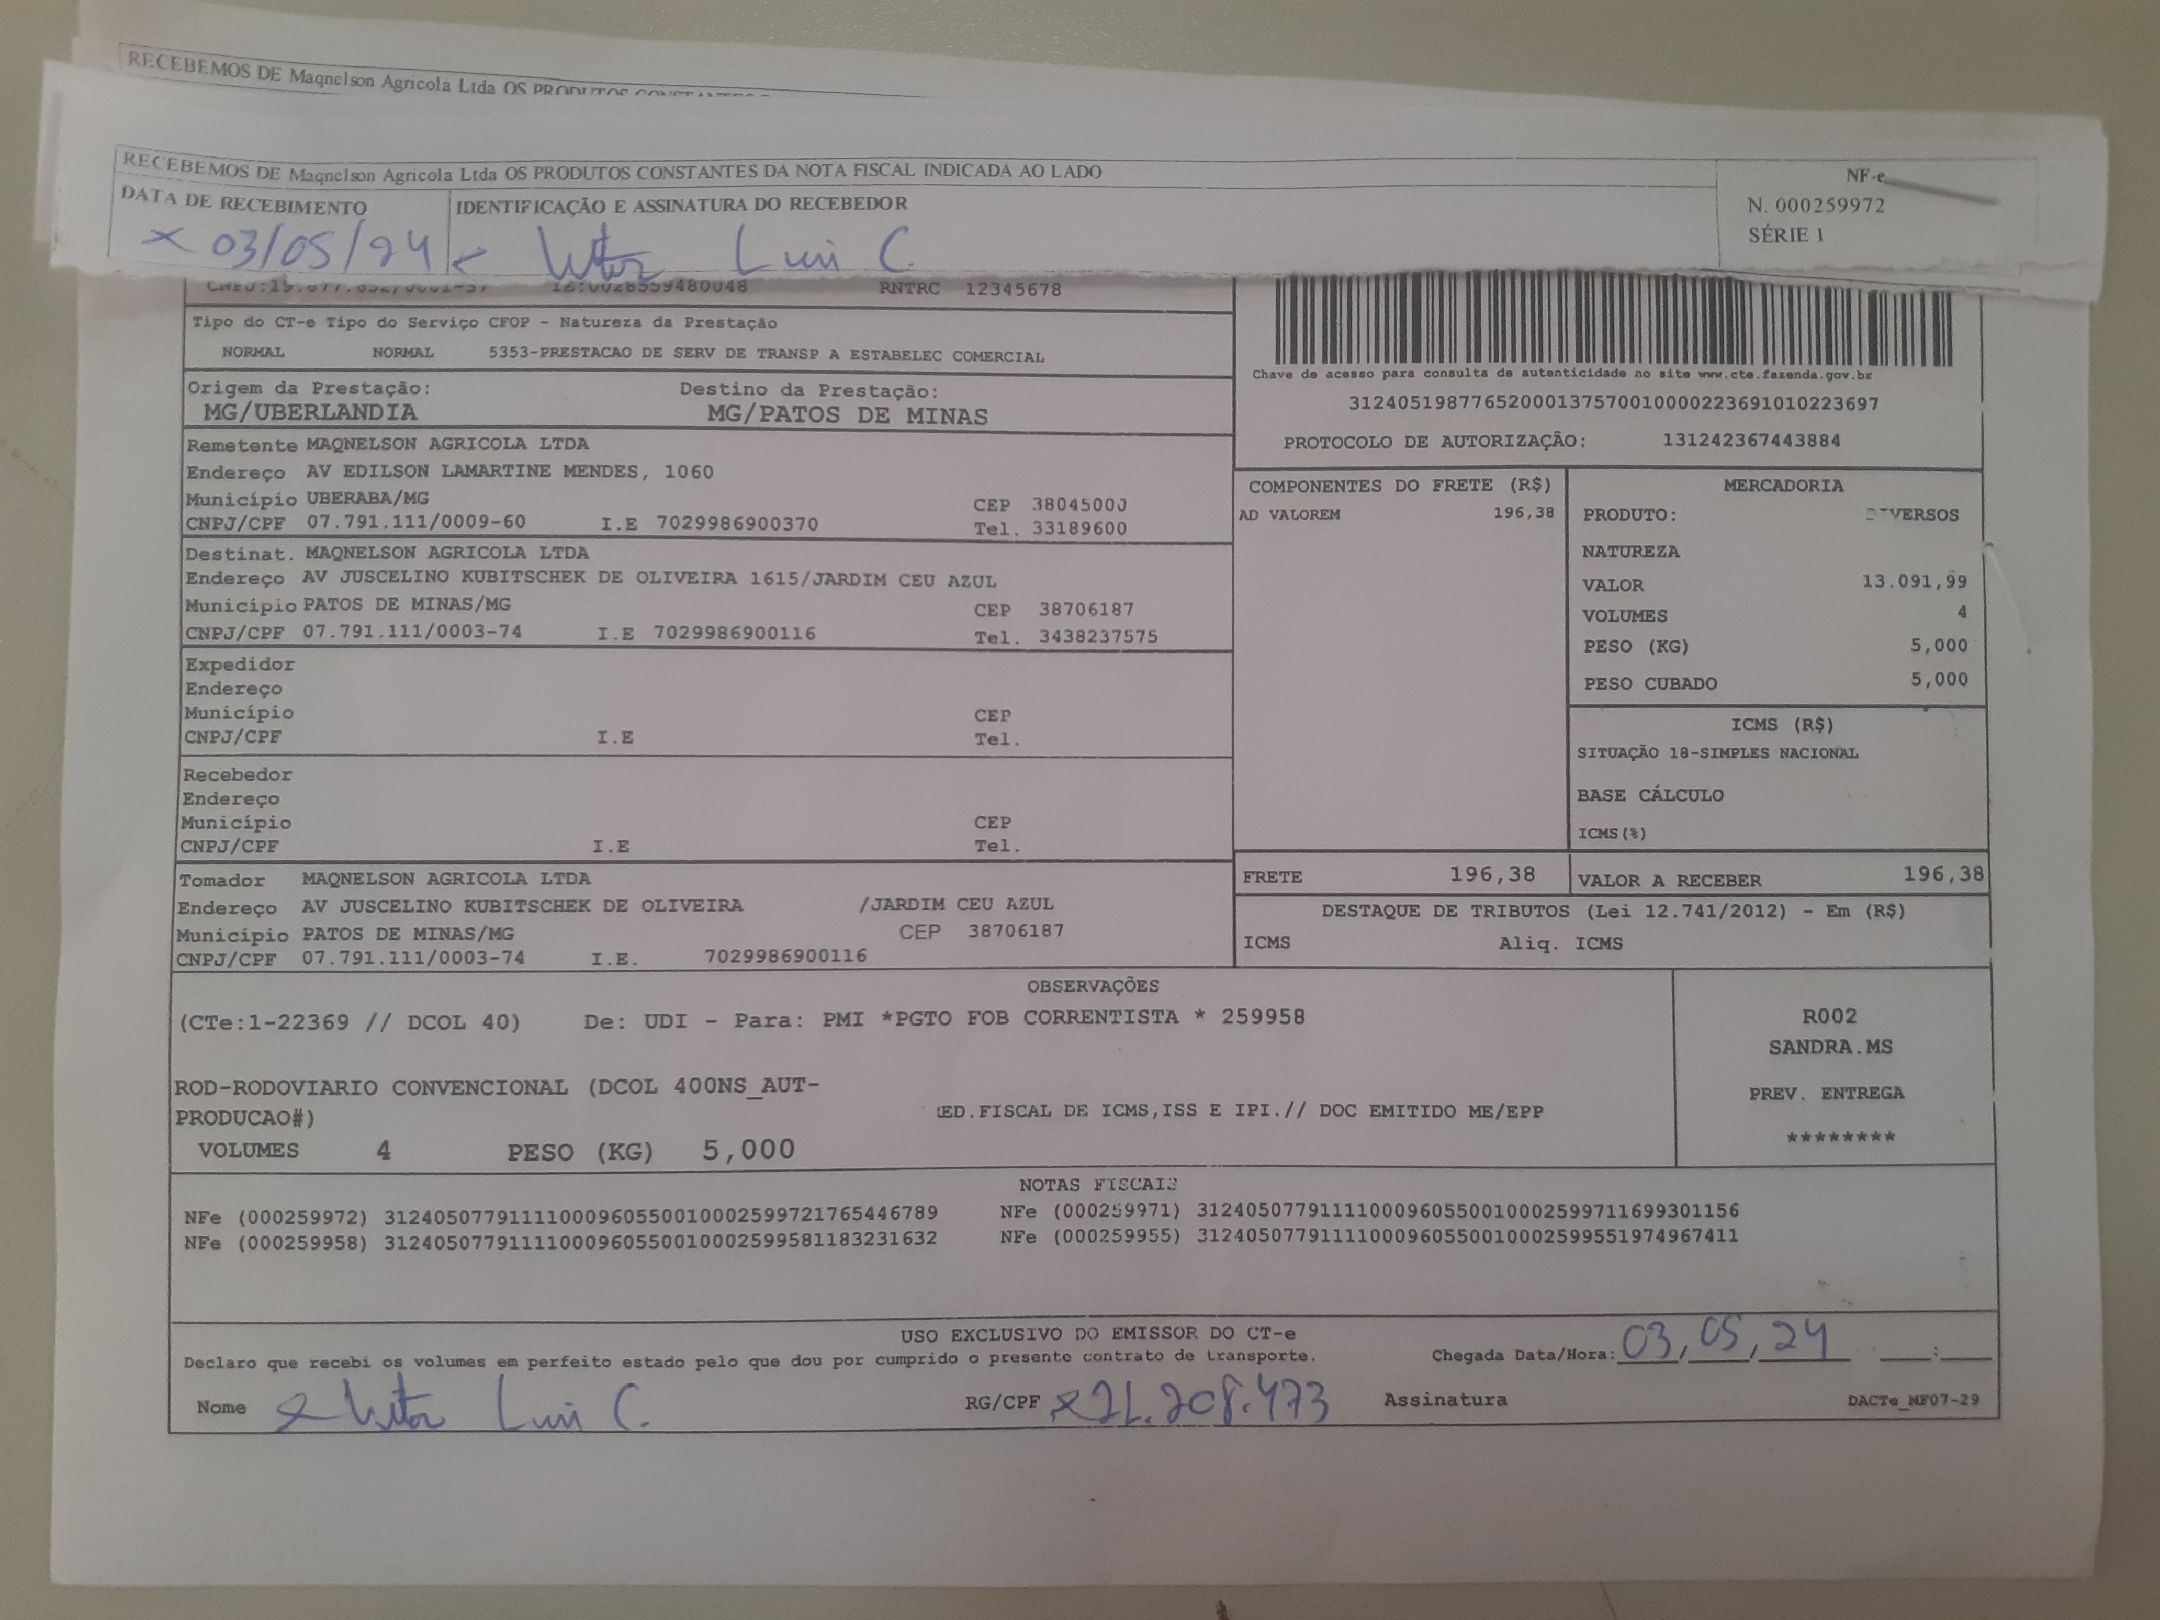 RECEBEMOS DE Maqnelson Agricola Ltda OS PRODUTOS CONSTANTES
RECEBEMOS DE Maqnelson Agricola Ltda OS PRODUTOS CONSTANTES DA NOTA FISCAL INDICADA AO LADO
NF-e
N. 000259972
SÉRIE 1
DATA DE RECEBIMENTO IDENTIFICAÇÃO E ASSINATURA DO RECEBEDOR
x 03/05/24 Luis C.
RNTRC 12345678
Tipo do CT-e Tipo do Serviço CFOP - Natureza da Prestação
NORMAL NORMAL 5353-PRESTACAO DE SERV DE TRANSP A ESTABELEC COMERCIAL
Chave de acesso para consulta de autenticidade no site www.cte.fazenda.gov.br
31240519877652000137570010000223691010223697
PROTOCOLO DE AUTORIZAÇÃO: 131242367443884
Origem da Prestação: Destino da Prestação:
MG/UBERLANDIA MG/PATOS DE MINAS
Remetente MAQNELSON AGRICOLA LTDA
Endereço AV EDILSON LAMARTINE MENDES, 1060
Município UBERABA/MG CEP 38045000
CNPJ/CPF 07.791.111/0009-60 I.E 7029986900370 Tel. 33189600
Destinat. MAQNELSON AGRICOLA LTDA
Endereço AV JUSCELINO KUBITSCHEK DE OLIVEIRA 1615/JARDIM CEU AZUL
Município PATOS DE MINAS/MG CEP 38706187
CNPJ/CPF 07.791.111/0003-74 I.E 7029986900116 Tel. 3438237575
Expedidor
Endereço
Município CEP
CNPJ/CPF I.E Tel.
Recebedor
Endereço
Município CEP
CNPJ/CPF I.E Tel.
Tomador MAQNELSON AGRICOLA LTDA
Endereço AV JUSCELINO KUBITSCHEK DE OLIVEIRA /JARDIM CEU AZUL
Município PATOS DE MINAS/MG CEP 38706187
CNPJ/CPF 07.791.111/0003-74 I.E. 7029986900116
COMPONENTES DO FRETE (R$)
AD VALOREM 196,38
MERCADORIA
PRODUTO: DIVERSOS
NATUREZA
VALOR 13.091,99
VOLUMES 4
PESO (KG) 5,000
PESO CUBADO 5,000
ICMS (R$)
SITUAÇÃO 18-SIMPLES NACIONAL
BASE CÁLCULO
ICMS(%)
FRETE 196,38 VALOR A RECEBER 196,38
DESTAQUE DE TRIBUTOS (Lei 12.741/2012) - Em (R$)
ICMS Aliq. ICMS
OBSERVAÇÕES
(CTe:1-22369 // DCOL 40) De: UDI - Para: PMI *PGTO FOB CORRENTISTA * 259958
ROD-RODOVIARIO CONVENCIONAL (DCOL 400NS_AUT-
PRODUCAO#)
ED.FISCAL DE ICMS,ISS E IPI.// DOC EMITIDO ME/EPP
VOLUMES 4 PESO (KG) 5,000
R002
SANDRA.MS
PREV. ENTREGA
********
NOTAS FISCAIS
NFe (000259972) 31240507791111000960550010002599721765446789 NFe (000259971) 31240507791111000960550010002599711699301156
NFe (000259958) 31240507791111000960550010002599581183231632 NFe (000259955) 31240507791111000960550010002599551974967411
USO EXCLUSIVO DO EMISSOR DO CT-e
Declaro que recebi os volumes em perfeito estado pelo que dou por cumprido o presente contrato de transporte. Chegada Data/Hora: 03/05/24 __:__
Nome x Luis C. RG/CPF x 21.208.473 Assinatura DACTe_MF07-29